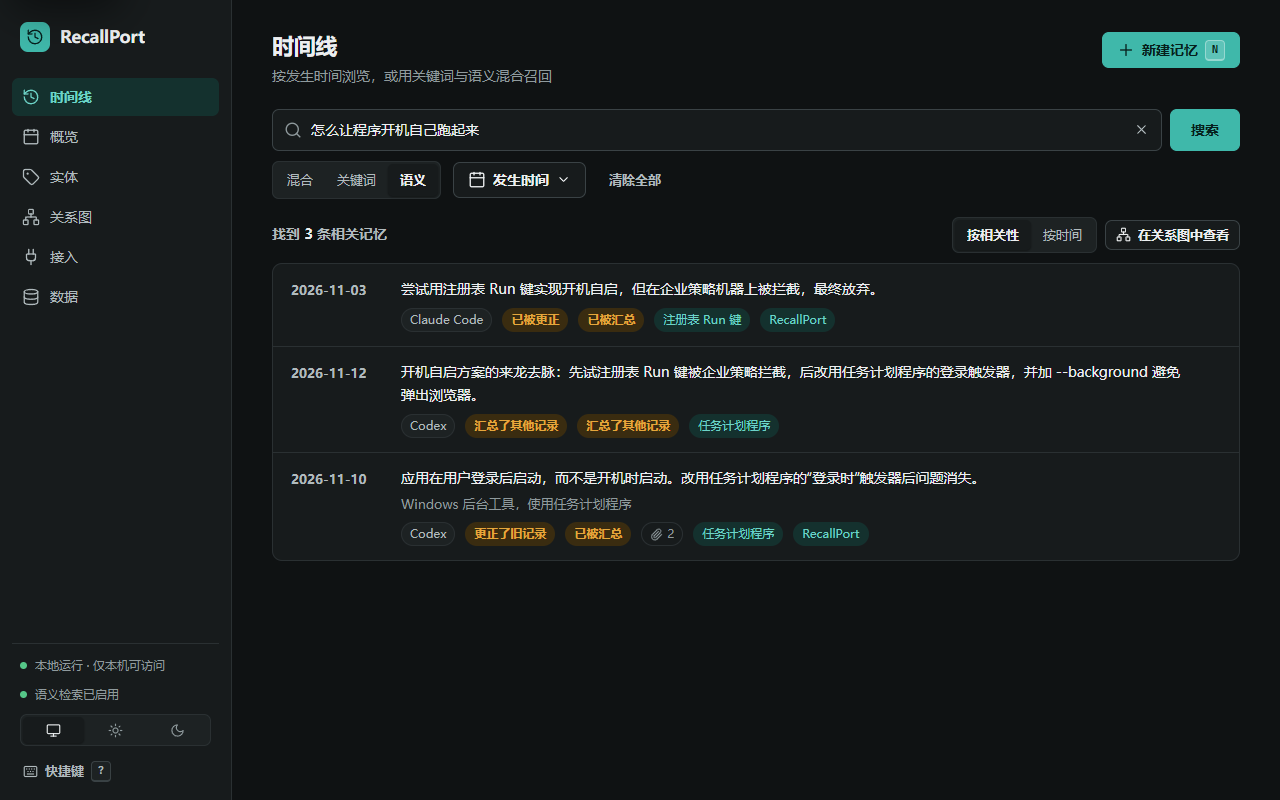 RecallPort
时间线
概览
实体
关系图
接入
数据
本地运行 · 仅本机可访问
语义检索已启用
快捷键 ?
时间线
按发生时间浏览，或用关键词与语义混合召回
新建记忆 N
怎么让程序开机自己跑起来
搜索
混合 关键词 语义 发生时间 清除全部
找到 3 条相关记忆
按相关性 按时间 在关系图中查看
2026-11-03 尝试用注册表 Run 键实现开机自启，但在企业策略机器上被拦截，最终放弃。
Claude Code 已被更正 已被汇总 注册表 Run 键 RecallPort
2026-11-12 开机自启方案的来龙去脉：先试注册表 Run 键被企业策略拦截，后改用任务计划程序的登录触发器，并加 --background 避免
弹出浏览器。
Codex 汇总了其他记录 汇总了其他记录 任务计划程序
2026-11-10 应用在用户登录后启动，而不是开机时启动。改用任务计划程序的“登录时”触发器后问题消失。
Windows 后台工具，使用任务计划程序
Codex 更正了旧记录 已被汇总 2 任务计划程序 RecallPort